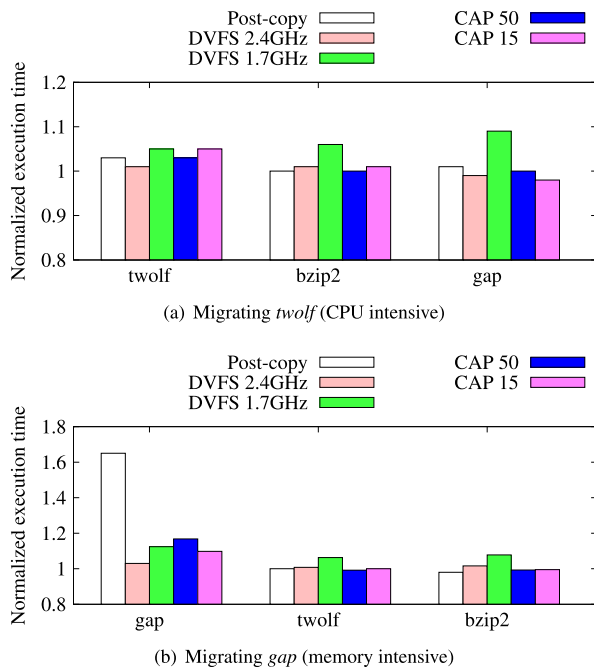 Post-copy
DVFS 2.4GHz
DVFS 1.7GHz
CAP 50
CAP 15
Normalized execution time
1.2
1.1
1
0.9
0.8
twolf bzip2 gap
(a) Migrating twolf (CPU intensive)
Post-copy
DVFS 2.4GHz
DVFS 1.7GHz
CAP 50
CAP 15
Normalized execution time
1.8
1.6
1.4
1.2
1
0.8
gap twolf bzip2
(b) Migrating gap (memory intensive)